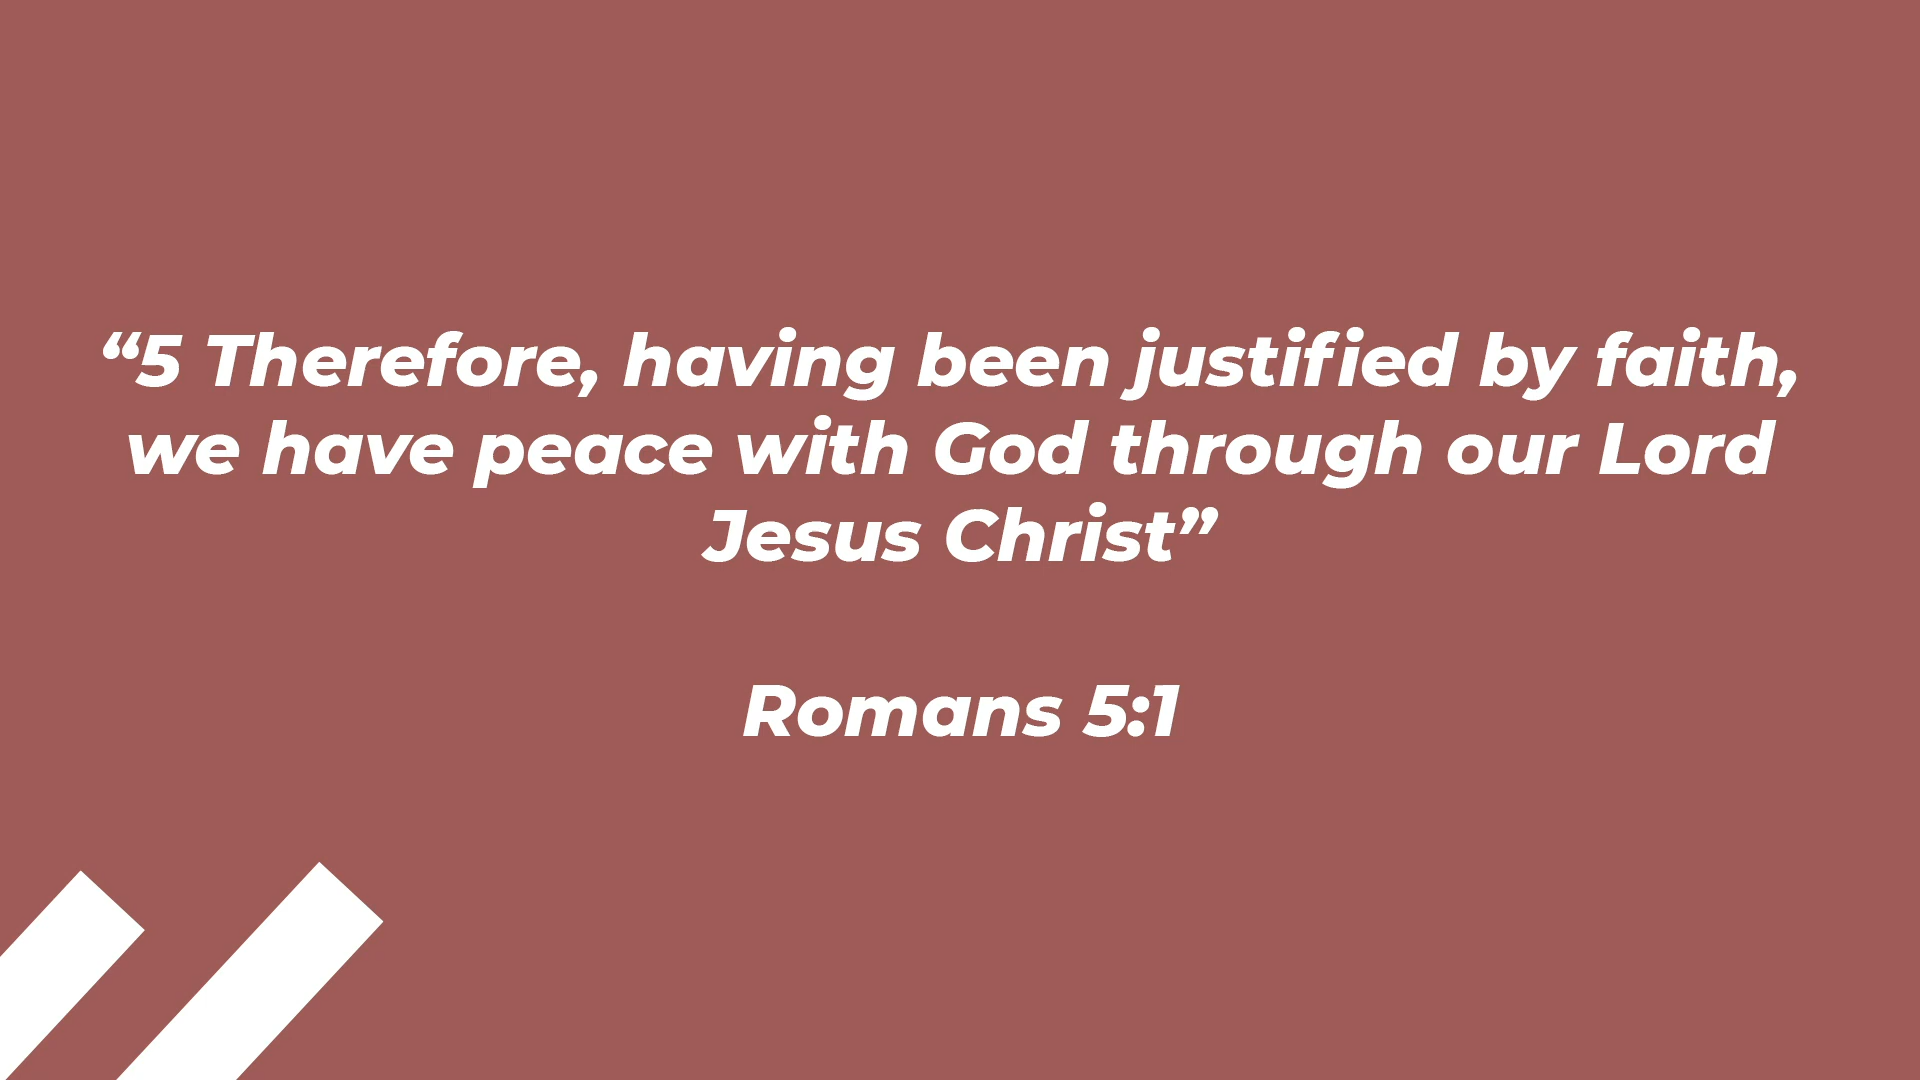 “5 Therefore, having been justified by faith,
we have peace with God through our Lord
Jesus Christ”
Romans 5:1